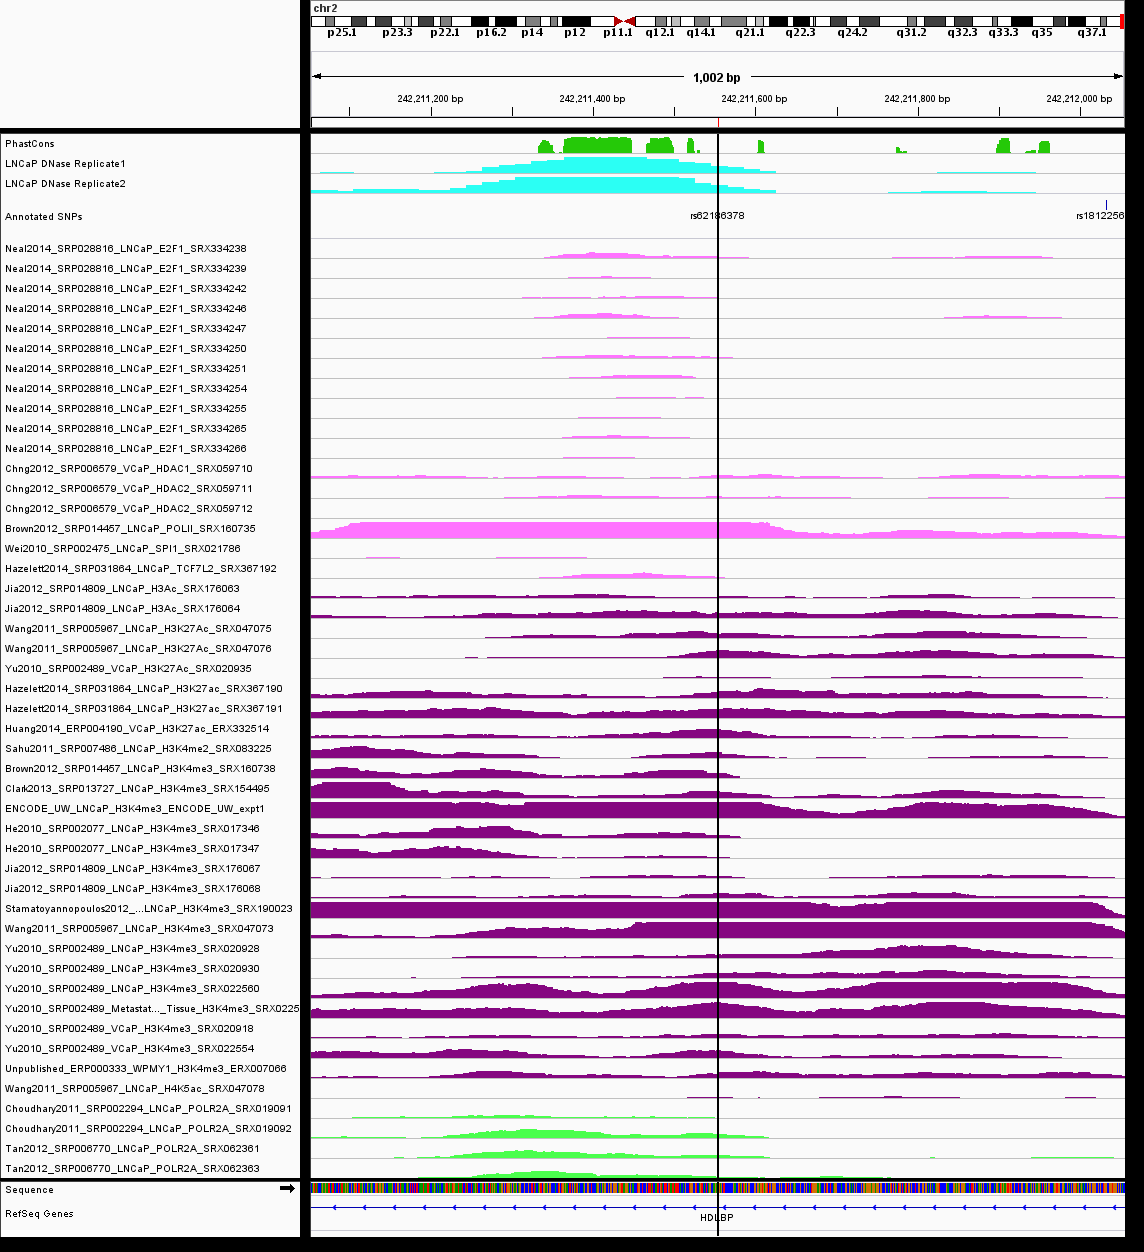 chr2
p25.1 p23.3 p22.1 p16.2 p14 p12 p11.1 q12.1 q14.1 q21.1 q22.3 q24.2 q31.2 q32.3 q33.3 q35 q37.1
1,002 bp
242,211,200 bp 242,211,400 bp 242,211,600 bp 242,211,800 bp 242,212,000 bp
PhastCons
LNCaP DNase Replicate1
LNCaP DNase Replicate2
Annotated SNPs rs62186378 rs1812256
Neal2014_SRP028816_LNCaP_E2F1_SRX334238
Neal2014_SRP028816_LNCaP_E2F1_SRX334239
Neal2014_SRP028816_LNCaP_E2F1_SRX334242
Neal2014_SRP028816_LNCaP_E2F1_SRX334246
Neal2014_SRP028816_LNCaP_E2F1_SRX334247
Neal2014_SRP028816_LNCaP_E2F1_SRX334250
Neal2014_SRP028816_LNCaP_E2F1_SRX334251
Neal2014_SRP028816_LNCaP_E2F1_SRX334254
Neal2014_SRP028816_LNCaP_E2F1_SRX334255
Neal2014_SRP028816_LNCaP_E2F1_SRX334265
Neal2014_SRP028816_LNCaP_E2F1_SRX334266
Chng2012_SRP006579_VCaP_HDAC1_SRX059710
Chng2012_SRP006579_VCaP_HDAC2_SRX059711
Chng2012_SRP006579_VCaP_HDAC2_SRX059712
Brown2012_SRP014457_LNCaP_POLII_SRX160735
Wei2010_SRP002475_LNCaP_SPI1_SRX021786
Hazelett2014_SRP031864_LNCaP_TCF7L2_SRX367192
Jia2012_SRP014809_LNCaP_H3Ac_SRX176063
Jia2012_SRP014809_LNCaP_H3Ac_SRX176064
Wang2011_SRP005967_LNCaP_H3K27Ac_SRX047075
Wang2011_SRP005967_LNCaP_H3K27Ac_SRX047076
Yu2010_SRP002489_VCaP_H3K27Ac_SRX020935
Hazelett2014_SRP031864_LNCaP_H3K27ac_SRX367190
Hazelett2014_SRP031864_LNCaP_H3K27ac_SRX367191
Huang2014_ERP004190_VCaP_H3K27ac_ERX332514
Sahu2011_SRP007486_LNCaP_H3K4me2_SRX083225
Brown2012_SRP014457_LNCaP_H3K4me3_SRX160738
Clark2013_SRP013727_LNCaP_H3K4me3_SRX154495
ENCODE_UW_LNCaP_H3K4me3_ENCODE_UW_expt1
He2010_SRP002077_LNCaP_H3K4me3_SRX017346
He2010_SRP002077_LNCaP_H3K4me3_SRX017347
Jia2012_SRP014809_LNCaP_H3K4me3_SRX176067
Jia2012_SRP014809_LNCaP_H3K4me3_SRX176068
Stamatoyannopoulos2012_...LNCaP_H3K4me3_SRX190023
Wang2011_SRP005967_LNCaP_H3K4me3_SRX047073
Yu2010_SRP002489_LNCaP_H3K4me3_SRX020928
Yu2010_SRP002489_LNCaP_H3K4me3_SRX020930
Yu2010_SRP002489_LNCaP_H3K4me3_SRX022560
Yu2010_SRP002489_Metastat..._Tissue_H3K4me3_SRX0225
Yu2010_SRP002489_VCaP_H3K4me3_SRX020918
Yu2010_SRP002489_VCaP_H3K4me3_SRX022554
Unpublished_ERP000333_WPMY1_H3K4me3_ERX007066
Wang2011_SRP005967_LNCaP_H4K5ac_SRX047078
Choudhary2011_SRP002294_LNCaP_POLR2A_SRX019091
Choudhary2011_SRP002294_LNCaP_POLR2A_SRX019092
Tan2012_SRP006770_LNCaP_POLR2A_SRX062361
Tan2012_SRP006770_LNCaP_POLR2A_SRX062363
Sequence
RefSeq Genes
HDLBP